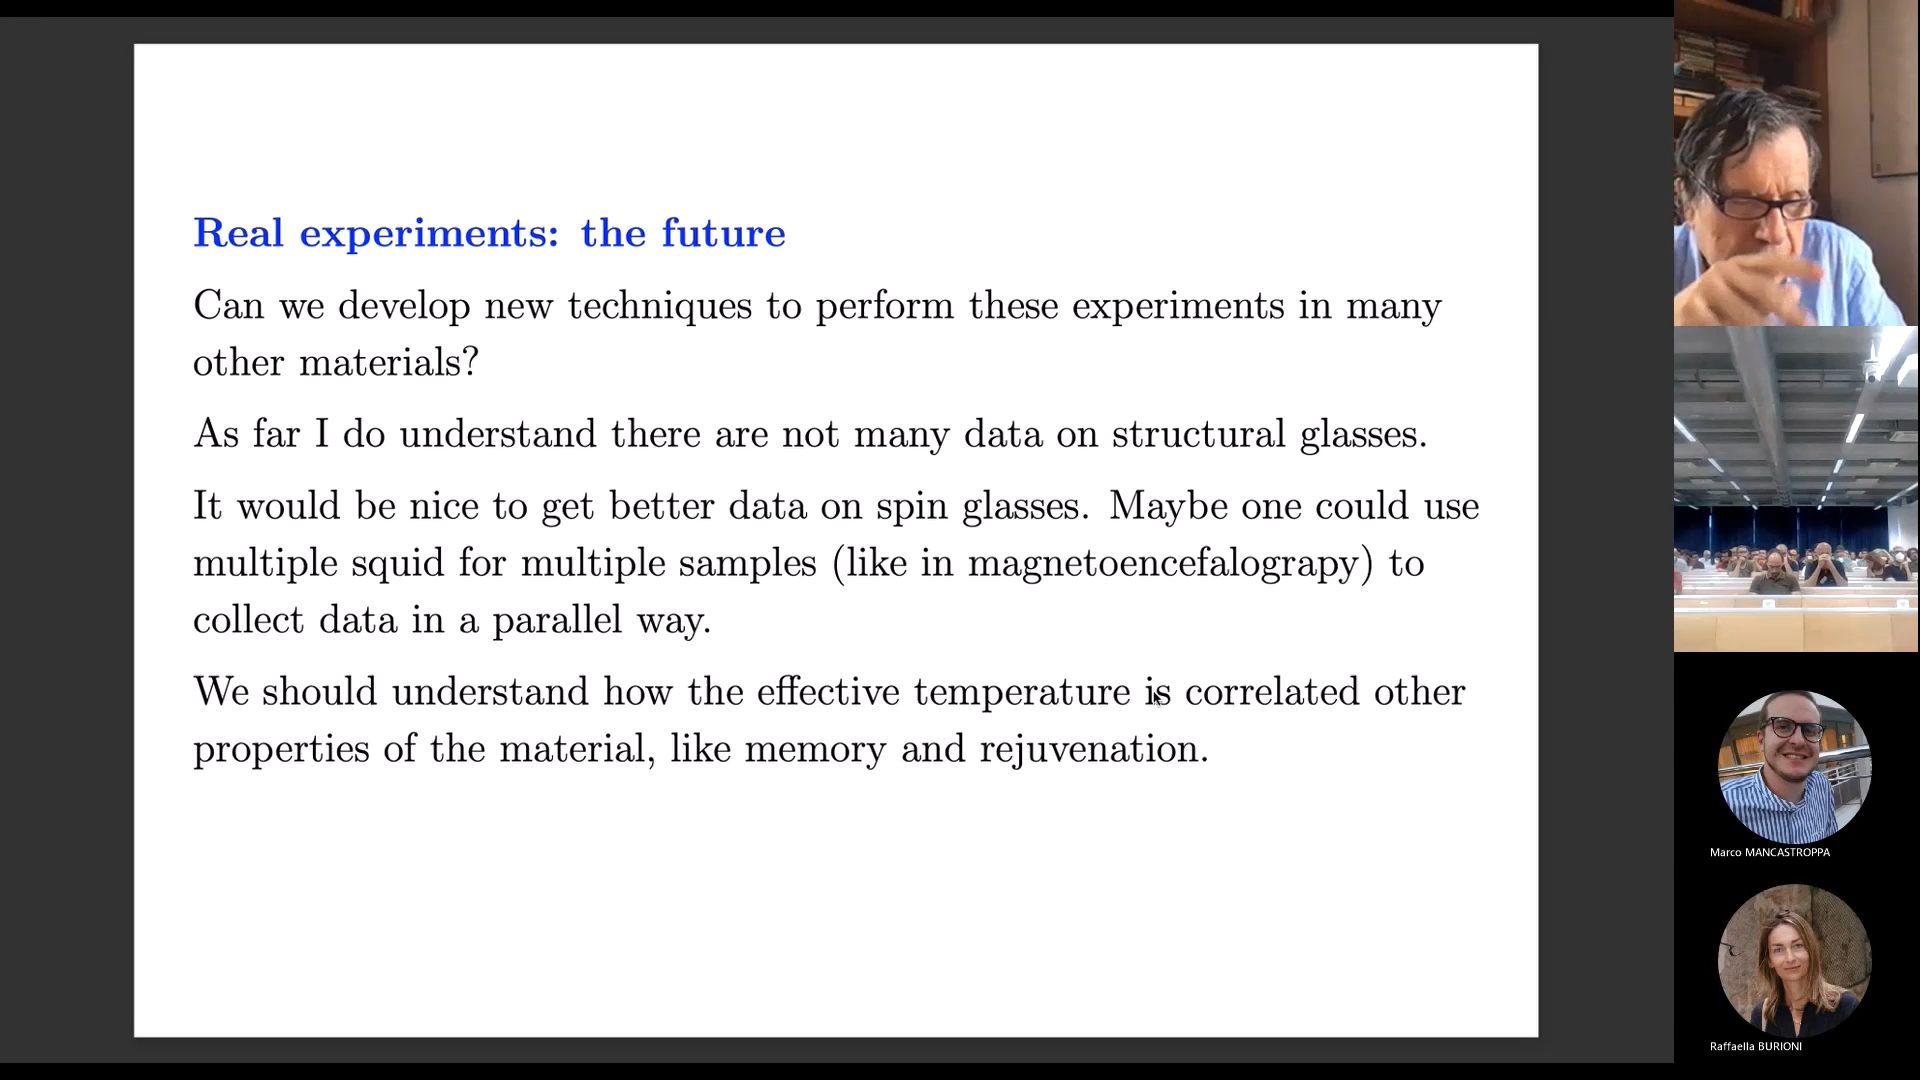 Real experiments: the future
Can we develop new techniques to perform these experiments in many
other materials?
As far I do understand there are not many data on structural glasses.
It would be nice to get better data on spin glasses. Maybe one could use
multiple squid for multiple samples (like in magnetoencefalograpy) to
collect data in a parallel way.
We should understand how the effective temperature is correlated other
properties of the material, like memory and rejuvenation.
Marco MANCASTROPPA
Raffaella BURIONI